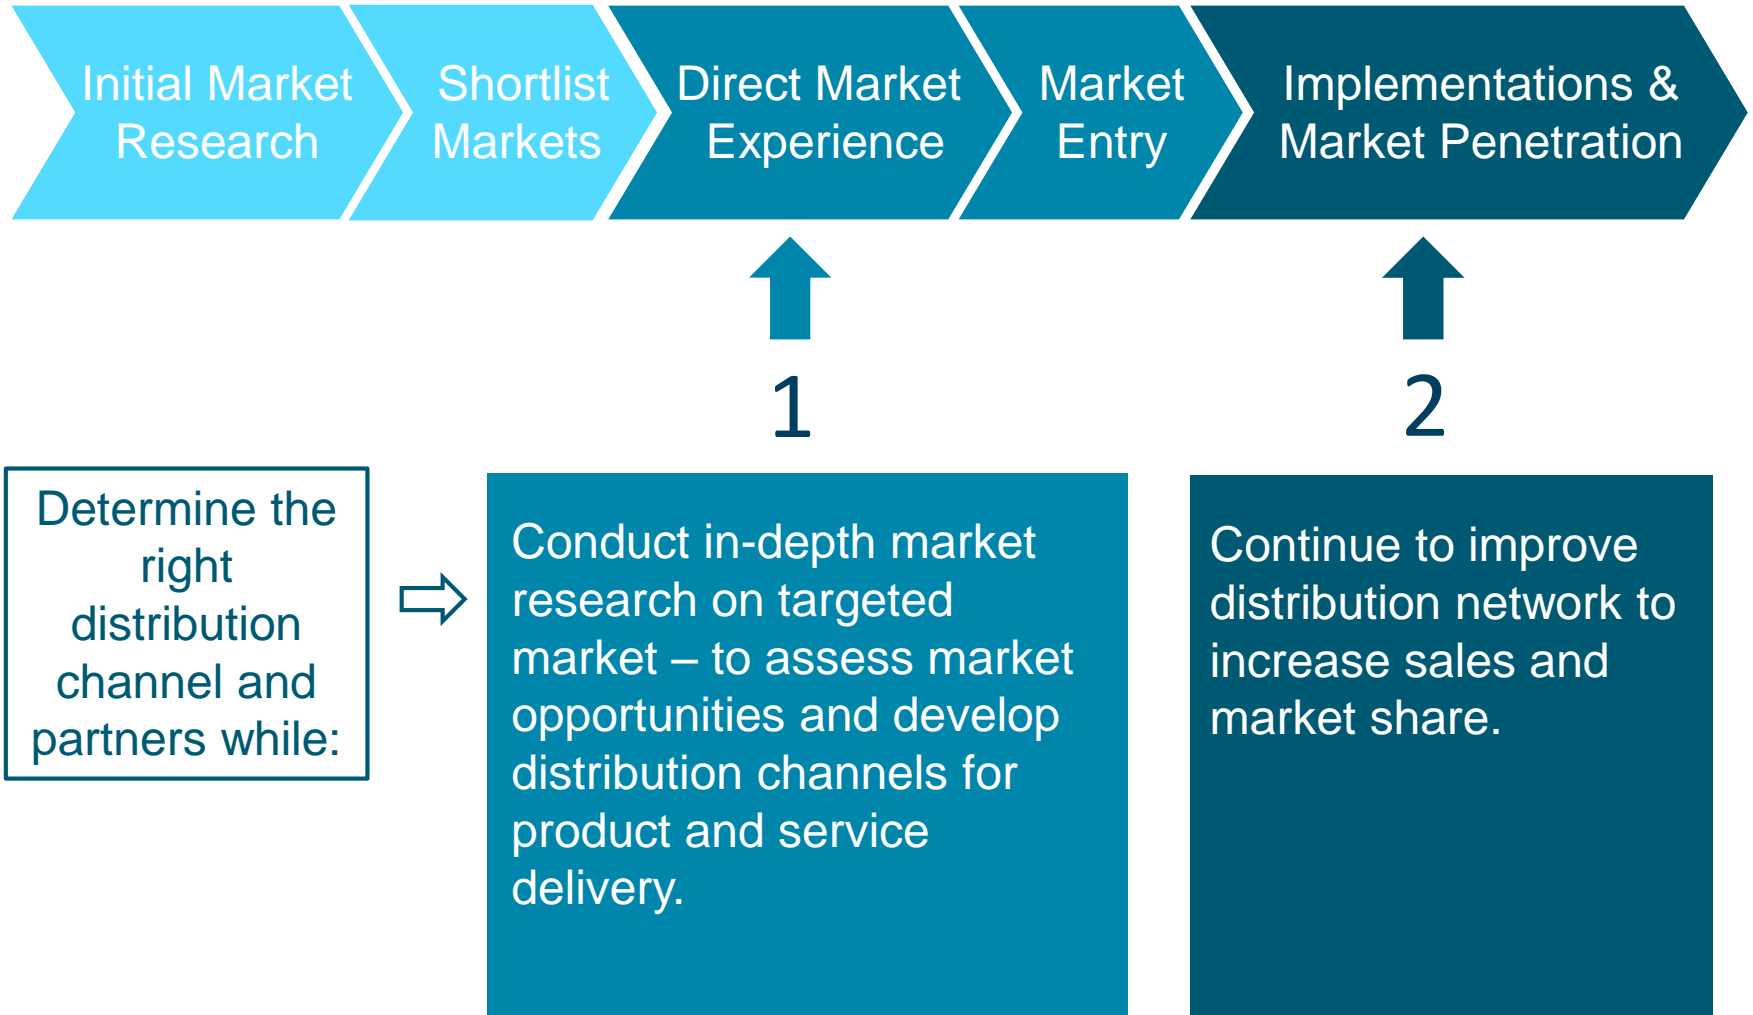 Initial Market
Research
Shortlist
Markets
Direct Market
Experience
Market
Entry
Implementations &
Market Penetration
1
2
Determine the
right
distribution
channel and
partners while:
Conduct in-depth market
research on targeted
market – to assess market
opportunities and develop
distribution channels for
product and service
delivery.
Continue to improve
distribution network to
increase sales and
market share.